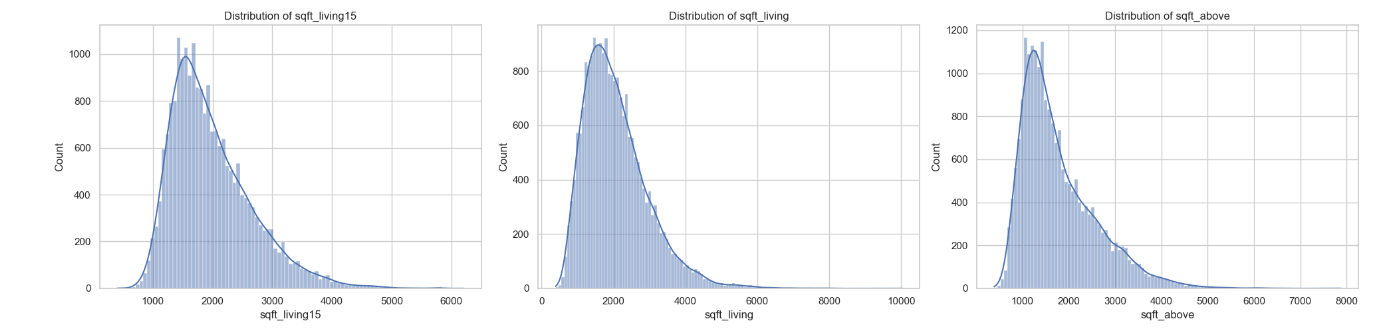 Distribution of sqft_living15
Count
1000
800
600
400
200
0
1000 2000 3000 4000 5000 6000
sqft_living15
Distribution of sqft_living
Count
800
600
400
200
0
0 2000 4000 6000 8000 10000
sqft_living
Distribution of sqft_above
Count
1200
1000
800
600
400
200
0
1000 2000 3000 4000 5000 6000 7000 8000
sqft_above